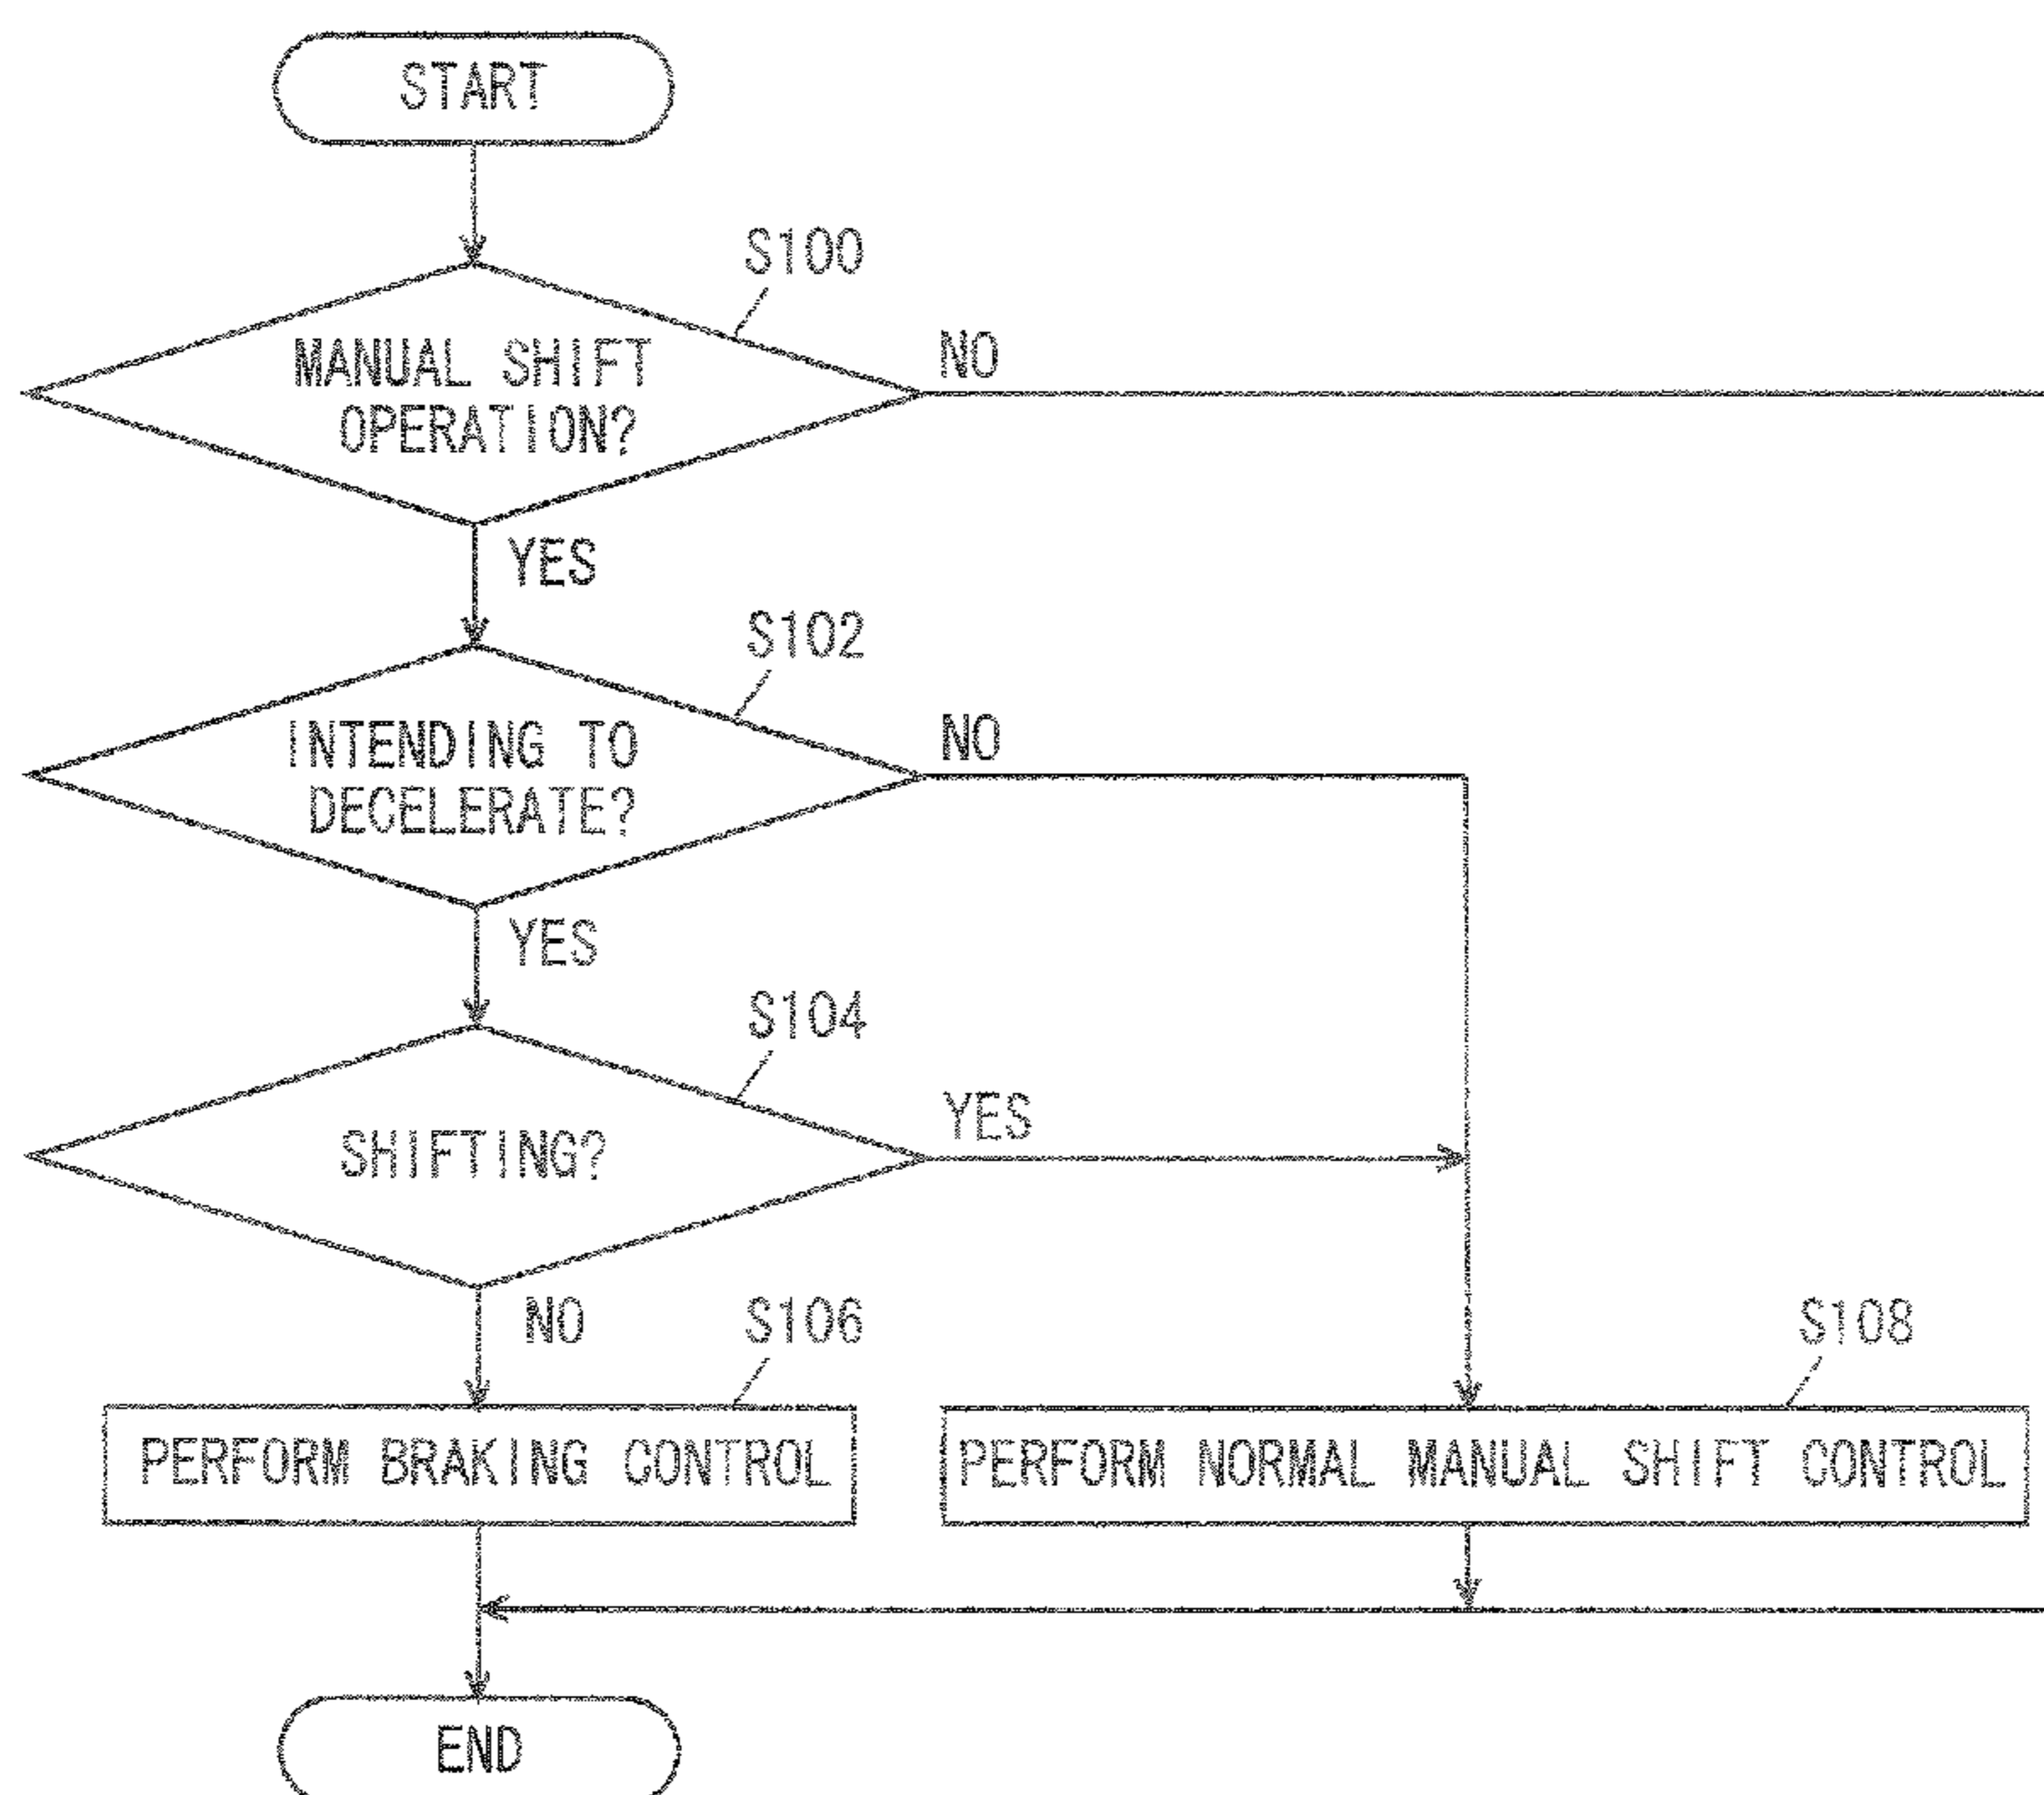 START
S100
MANUAL SHIFT
OPERATION?
NO
YES
S102
INTENDING TO
DECELERATE?
NO
YES
S104
SHIFTING?
YES
NO
S106
S108
PERFORM BRAKING CONTROL
PERFORM NORMAL MANUAL SHIFT CONTROL
END